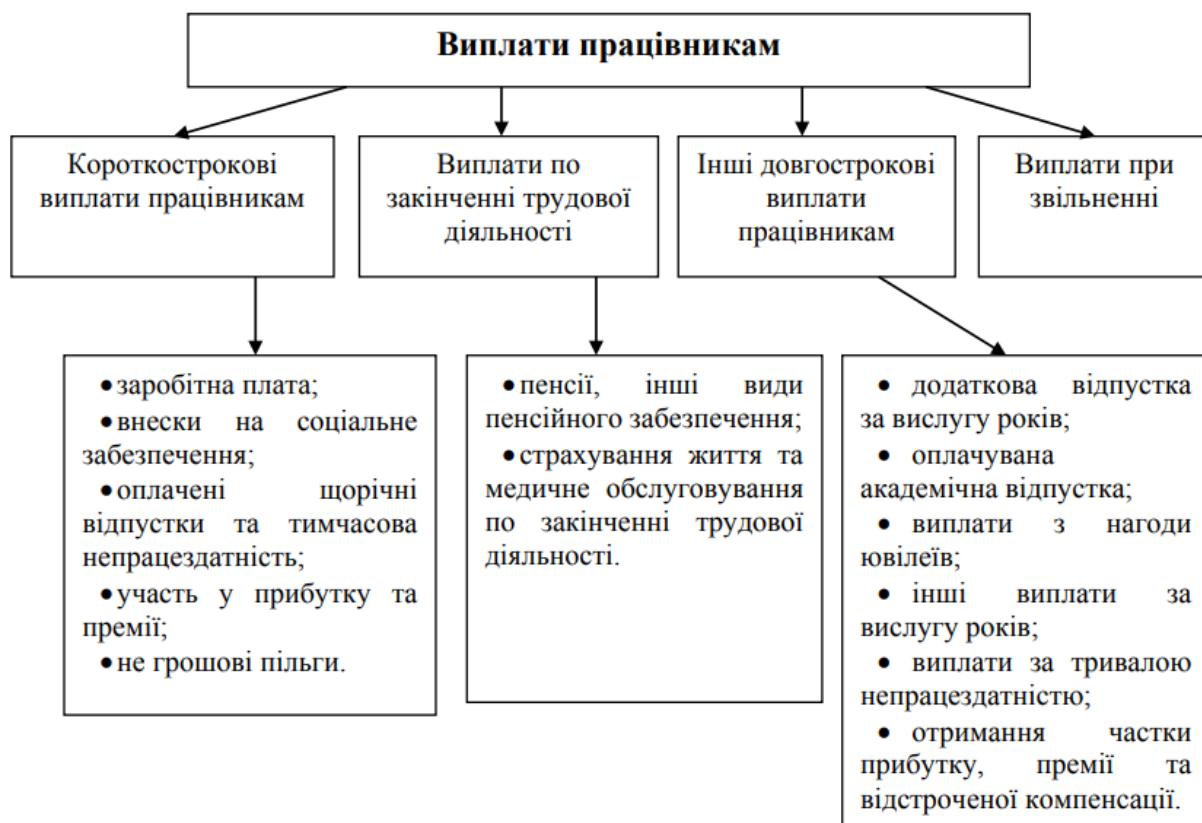 Виплати працівникам
Короткострокові
виплати працівникам
Виплати по
закінченні трудової
діяльності
Інші довгострокові
виплати
працівникам
Виплати при
звільненні
• заробітна плата;
• внески на соціальне
забезпечення;
• оплачені щорічні
відпустки та тимчасова
непрацездатність;
• участь у прибутку та
премії;
• не грошові пільги.
• пенсії, інші види
пенсійного забезпечення;
• страхування життя та
медичне обслуговування
по закінченні трудової
діяльності.
• додаткова відпустка
за вислугу років;
• оплачувана
академічна відпустка;
• виплати з нагоди
ювілеїв;
• інші виплати за
вислугу років;
• виплати за тривалою
непрацездатністю;
• отримання частки
прибутку, премії та
відстроченої компенсації.